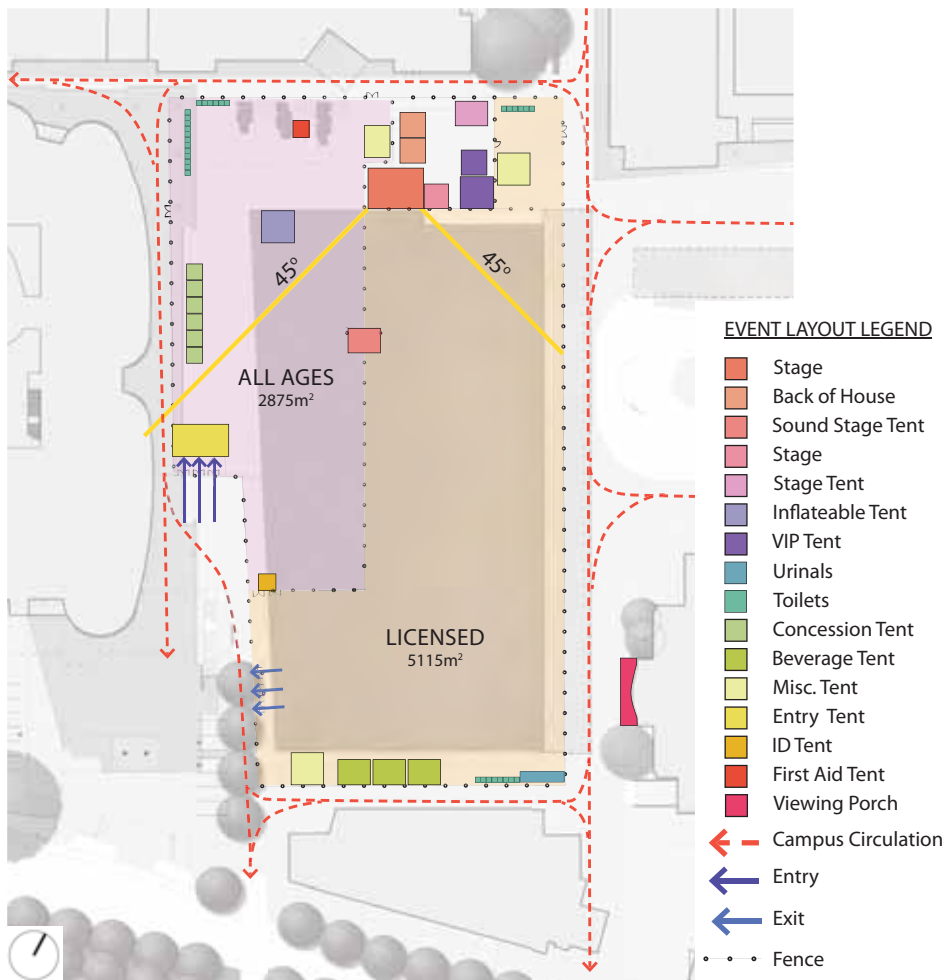 45º
45º
ALL AGES
2875m²
LICENSED
5115m²
EVENT LAYOUT LEGEND
Stage
Back of House
Sound Stage Tent
Stage
Stage Tent
Inflateable Tent
VIP Tent
Urinals
Toilets
Concession Tent
Beverage Tent
Misc. Tent
Entry Tent
ID Tent
First Aid Tent
Viewing Porch
Campus Circulation
Entry
Exit
Fence